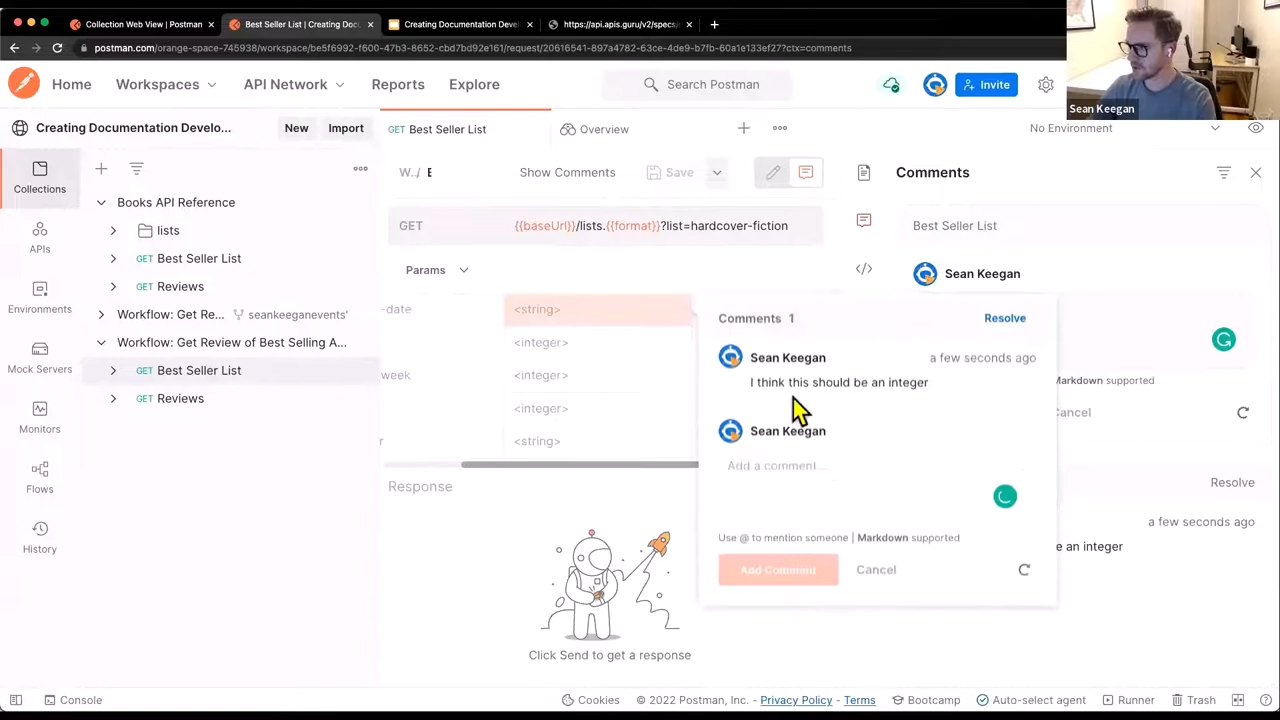 Collection Web View | Postman
Best Seller List | Creating Docu
Creating Documentation Devel
https://api.apis.guru/v2/specs/
postman.com/orange-space-745938/workspace/be5f6992-f600-47b3-8652-cbd7bd92e161/request/20616541-897a4782-63ce-4de9-b7fb-60a1e133ef27?ctx=comments
Sean Keegan
Home
Workspaces
API Network
Reports
Explore
Search Postman
Invite
Creating Documentation Develo...
New
Import
GET Best Seller List
Overview
No Environment
Collections
APIs
Environments
Mock Servers
Monitors
Flows
History
Books API Reference
lists
GET Best Seller List
GET Reviews
Workflow: Get Re...
seankeeganevents'
Workflow: Get Review of Best Selling A...
GET Best Seller List
GET Reviews
W../
Show Comments
Save
GET
{{baseUrl}}/lists.{{format}}?list=hardcover-fiction
Params
-date
<string>
<integer>
week
<integer>
<integer>
r
<string>
Response
Click Send to get a response
Comments 1
Resolve
Sean Keegan
a few seconds ago
I think this should be an integer
Sean Keegan
Add a comment...
Use @ to mention someone | Markdown supported
Add Comment
Cancel
Comments
Best Seller List
Sean Keegan
Markdown supported
Cancel
Resolve
a few seconds ago
e an integer
Console
Cookies
© 2022 Postman, Inc. - Privacy Policy - Terms
Bootcamp
Auto-select agent
Runner
Trash